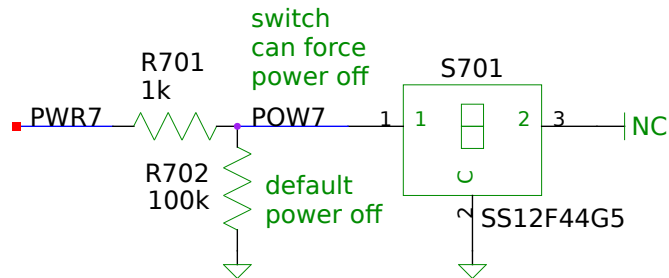 switch
can force
power off
R701
1k
S701
PWR7
POW7
1
1
2
3
NC
R702
100k
default
power off
C
2
SS12F44G5